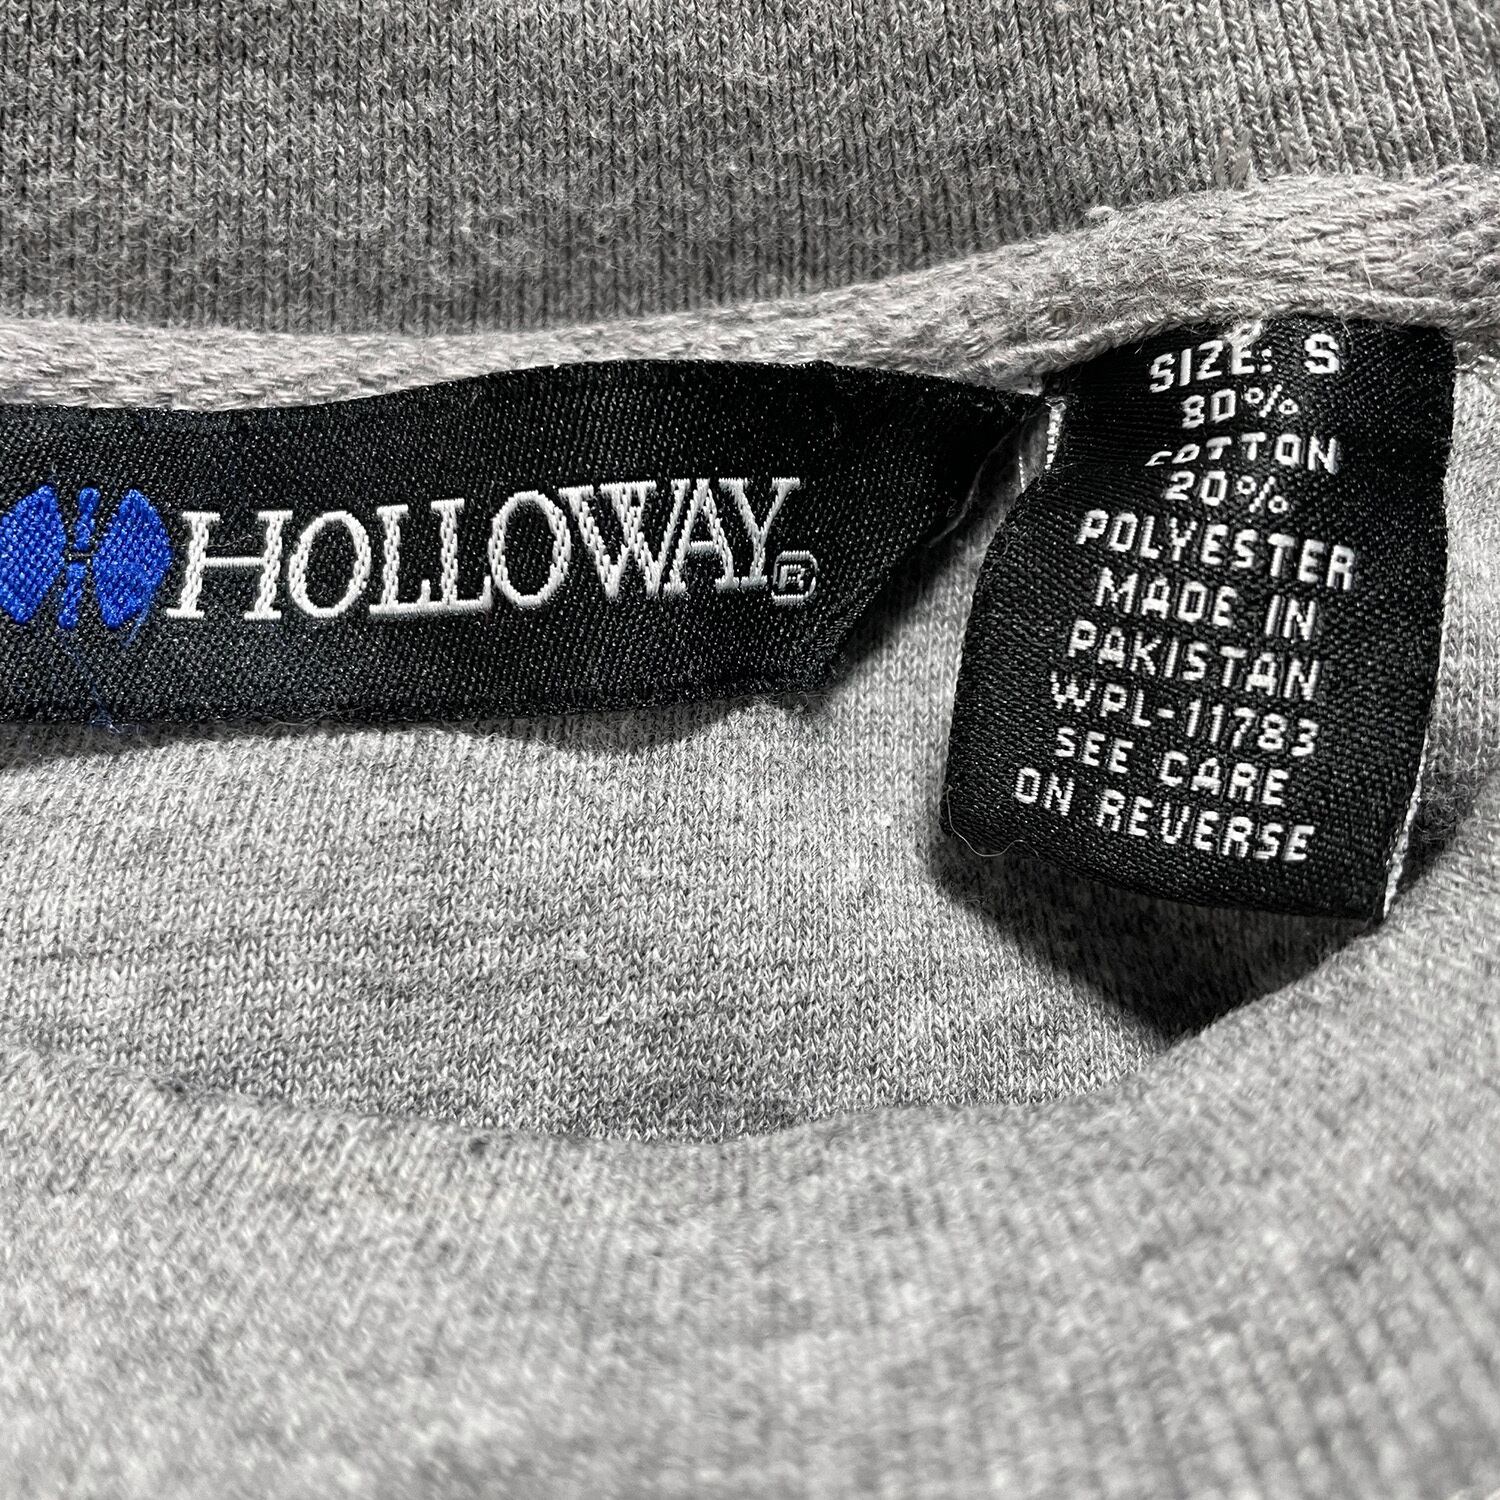 HOLLOWAY®
SIZE: S
80%
COTTON
20%
POLYESTER
MADE IN
PAKISTAN
WPL-11783
SEE CARE
ON REVERSE